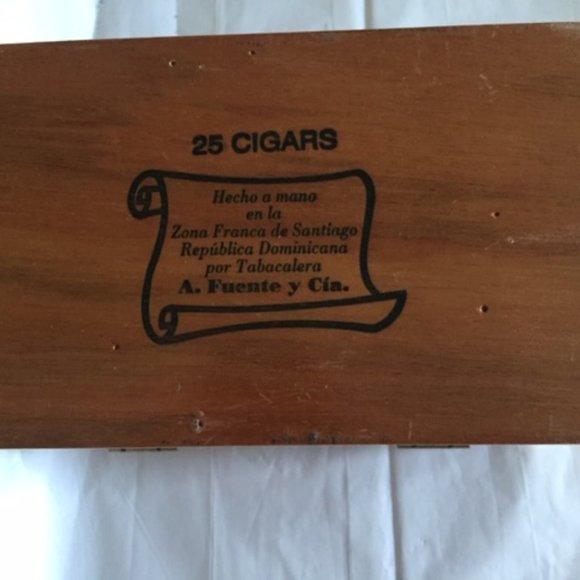 25 CIGARS
Hecho a mano
en la
Zona Franca de Santiago
República Dominicana
por Tabacalera
A. Fuente y Cía.